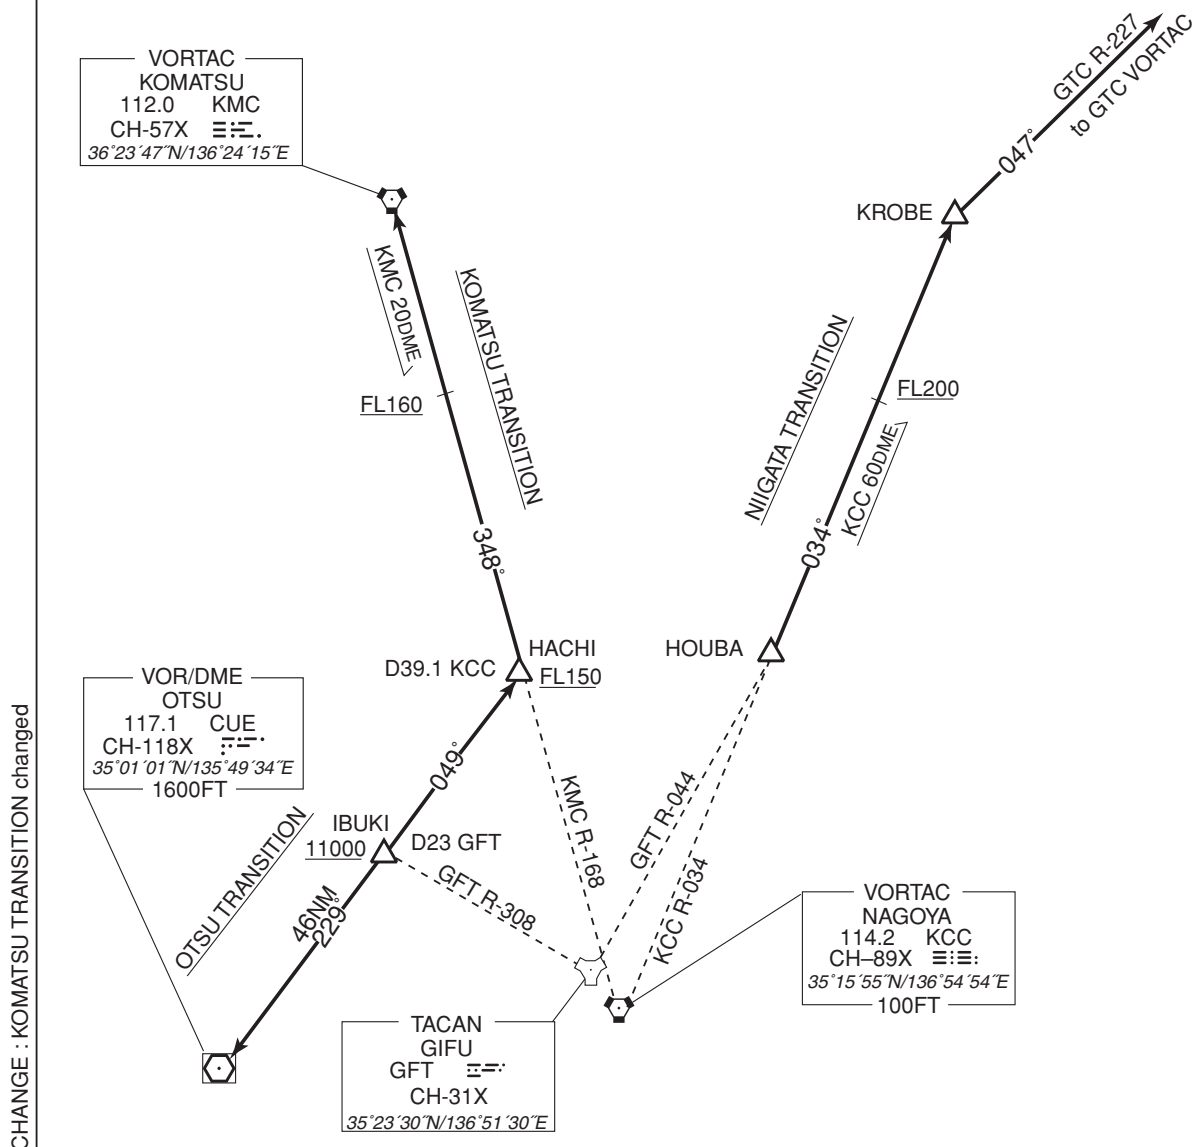 VORTAC
KOMATSU
112.0 KMC
CH-57X
36°23´47˝N/136°24´15˝E
GTC R-227
to GTC VORTAC
047°
KROBE
KMC 20DME
KOMATSU TRANSITION
FL160
NIIGATA TRANSITION
FL200
KCC 60DME
034°
348°
HACHI
D39.1 KCC
FL150
HOUBA
VOR/DME
OTSU
117.1 CUE
CH-118X
35°01´01˝N/135°49´34˝E
1600FT
049°
IBUKI
11000
D23 GFT
OTSU TRANSITION
46NM
229°
GFT R-308
KMC R-168
GFT R-044
KCC R-034
VORTAC
NAGOYA
114.2 KCC
CH–89X
35°15´55˝N/136°54´54˝E
100FT
TACAN
GIFU
GFT
CH-31X
35°23´30˝N/136°51´30˝E
CHANGE : KOMATSU TRANSITION changed